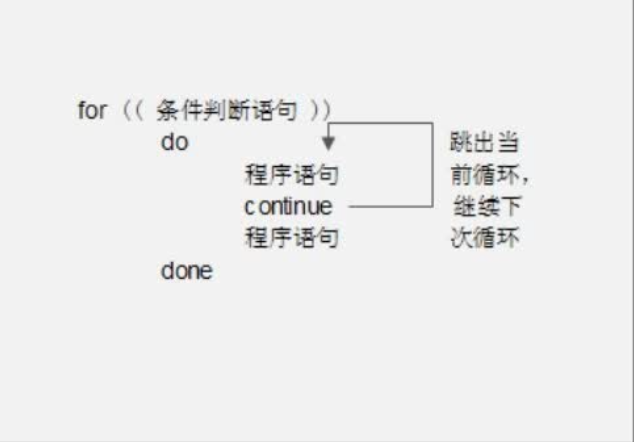 for (( 条件判断语句 ))
do
程序语句
continue
程序语句
done
跳出当
前循环，
继续下
次循环